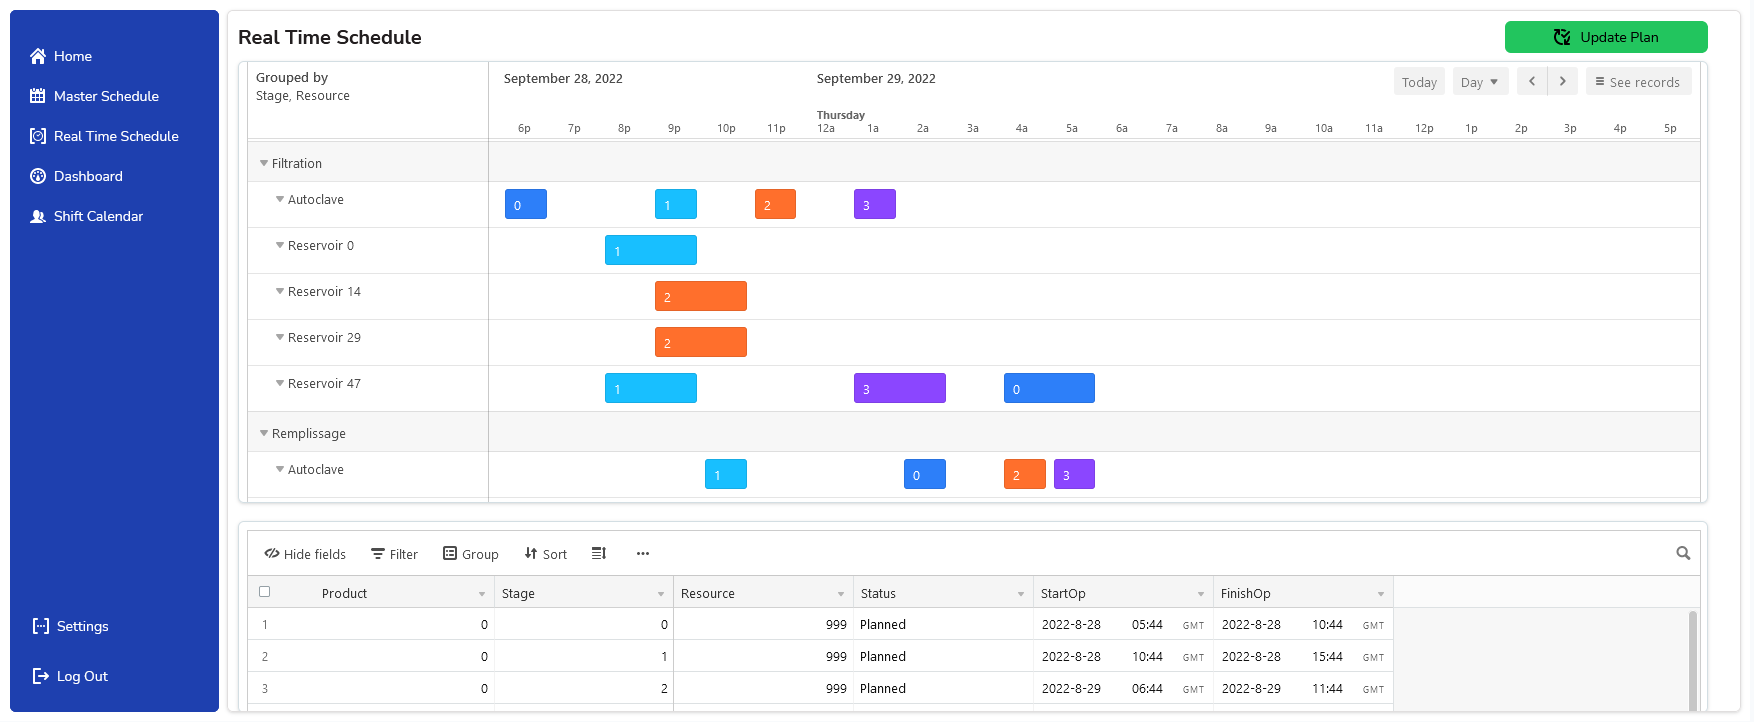 Home
Master Schedule
Real Time Schedule
Dashboard
Shift Calendar
Settings
Log Out
Real Time Schedule
Update Plan
Grouped by
Stage, Resource
September 28, 2022 September 29, 2022
Today Day See records
Thursday
6p 7p 8p 9p 10p 11p 12a 1a 2a 3a 4a 5a 6a 7a 8a 9a 10a 11a 12p 1p 2p 3p 4p 5p
Filtration
Autoclave 0 1 2 3
Reservoir 0 1
Reservoir 14 2
Reservoir 29 2
Reservoir 47 1 3 0
Remplissage
Autoclave 1 0 2 3
Hide fields Filter Group Sort
Product Stage Resource Status StartOp FinishOp
1 0 0 999 Planned 2022-8-28 05:44 GMT 2022-8-28 10:44 GMT
2 0 1 999 Planned 2022-8-28 10:44 GMT 2022-8-28 15:44 GMT
3 0 2 999 Planned 2022-8-29 06:44 GMT 2022-8-29 11:44 GMT